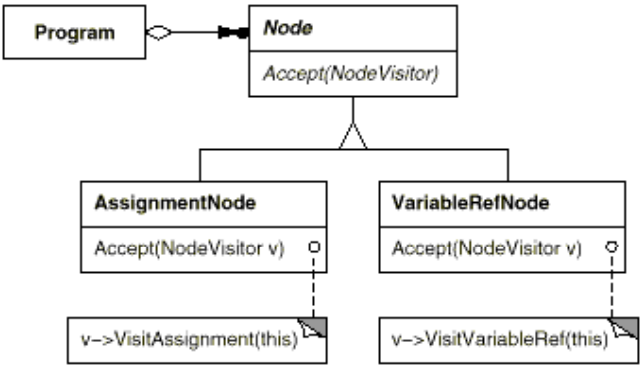 Program
Node
Accept(NodeVisitor)
AssignmentNode
Accept(NodeVisitor v)
VariableRefNode
Accept(NodeVisitor v)
v–>VisitAssignment(this)
v–>VisitVariableRef(this)